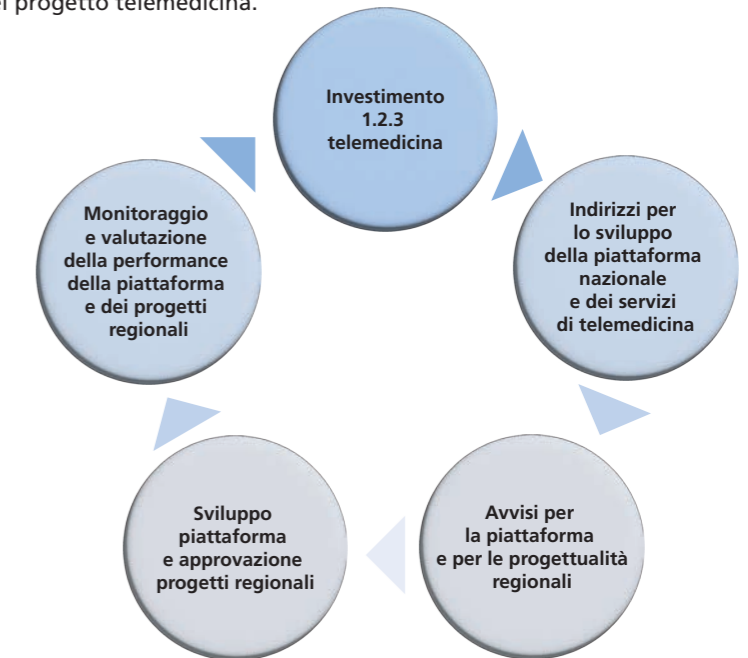 el progetto telemedicina.
Investimento
1.2.3
telemedicina
Indirizzi per
lo sviluppo
della piattaforma
nazionale
e dei servizi
di telemedicina
Avvisi per
la piattaforma
e per le progettualità
regionali
Sviluppo
piattaforma
e approvazione
progetti regionali
Monitoraggio
e valutazione
della performance
della piattaforma
e dei progetti
regionali